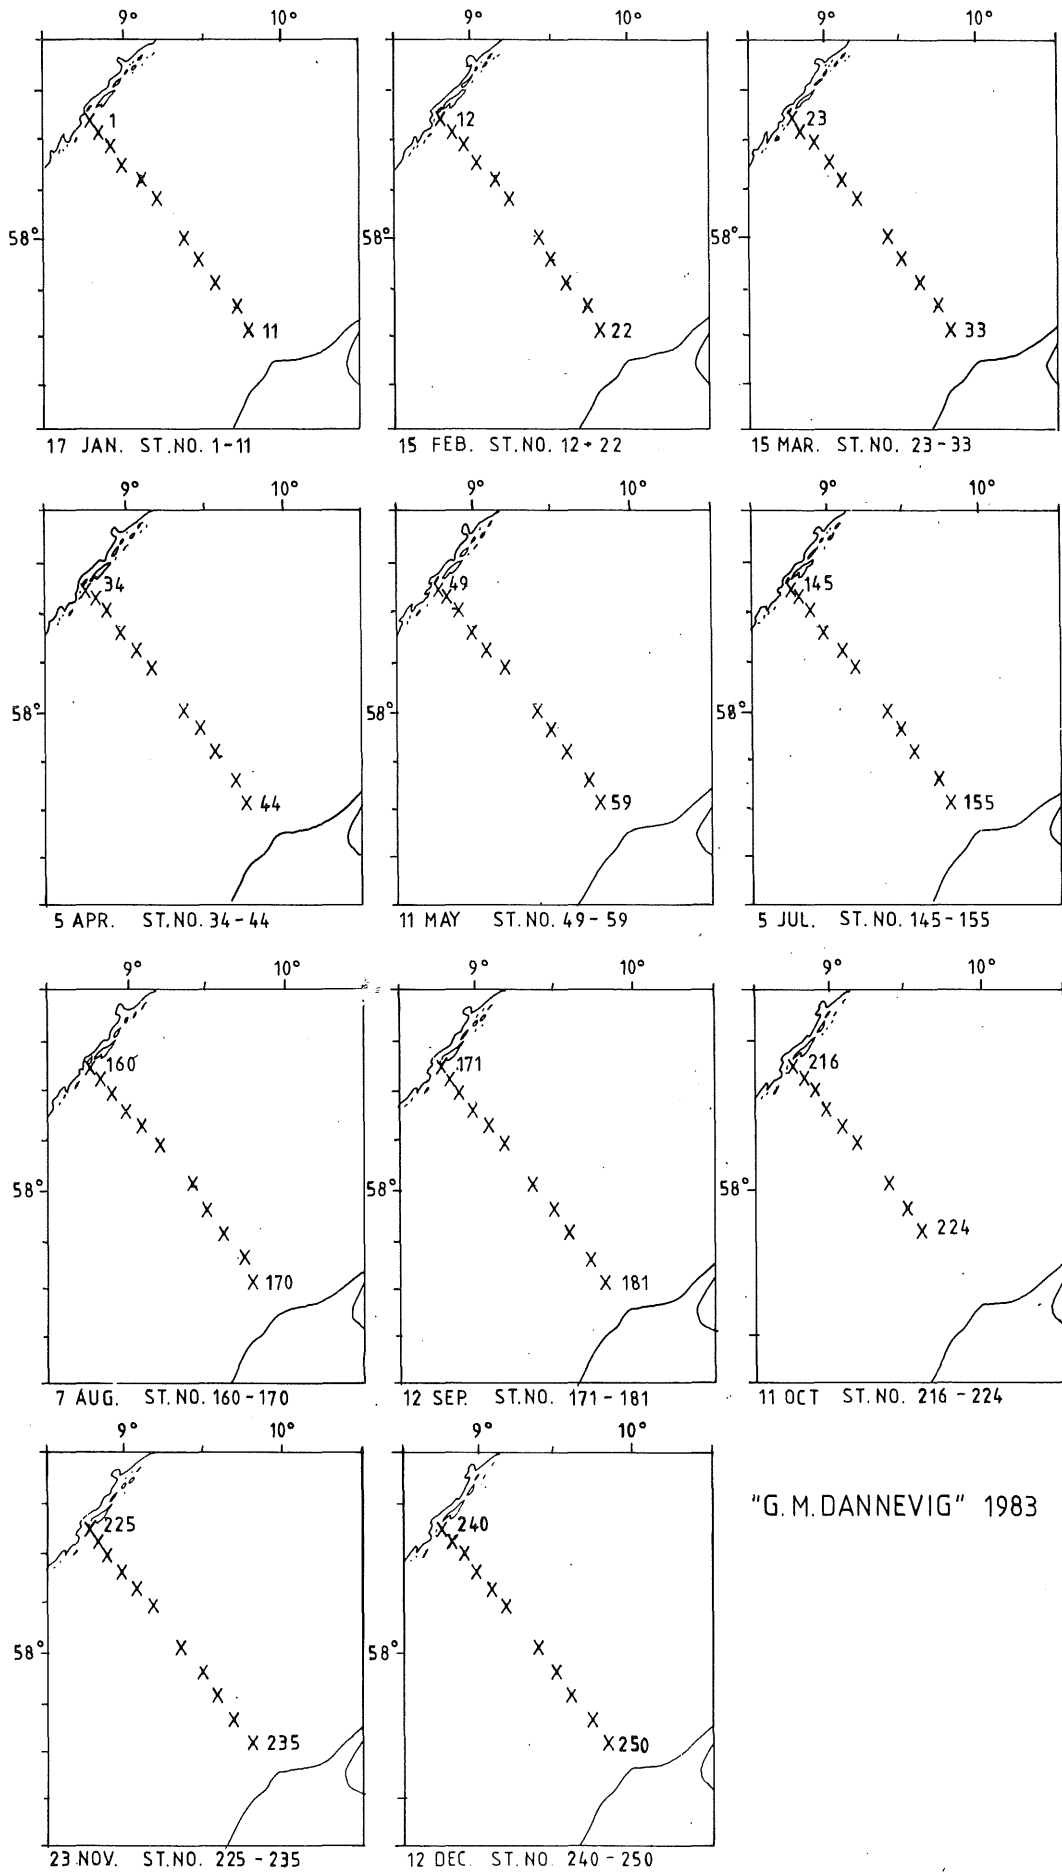 9° 10° 9° 10° 9° 10°
1 12 23
58° 58° 58°
11 22 33
17 JAN. ST.NO. 1-11 15 FEB. ST.NO. 12-22 15 MAR. ST.NO. 23-33
9° 10° 9° 10° 9° 10°
34 49 145
58° 58° 58°
44 59 155
5 APR. ST.NO. 34-44 11 MAY ST.NO. 49-59 5 JUL. ST.NO. 145-155
9° 10° 9° 10° 9° 10°
160 171 216
58° 58° 58°
224
170 181
7 AUG. ST.NO. 160-170 12 SEP. ST.NO. 171-181 11 OCT ST.NO. 216-224
9° 10° 9° 10°
"G.M.DANNEVIG" 1983
225 240
58° 58°
235 250
23 NOV. ST.NO. 225-235 12 DEC. ST.NO. 240-250